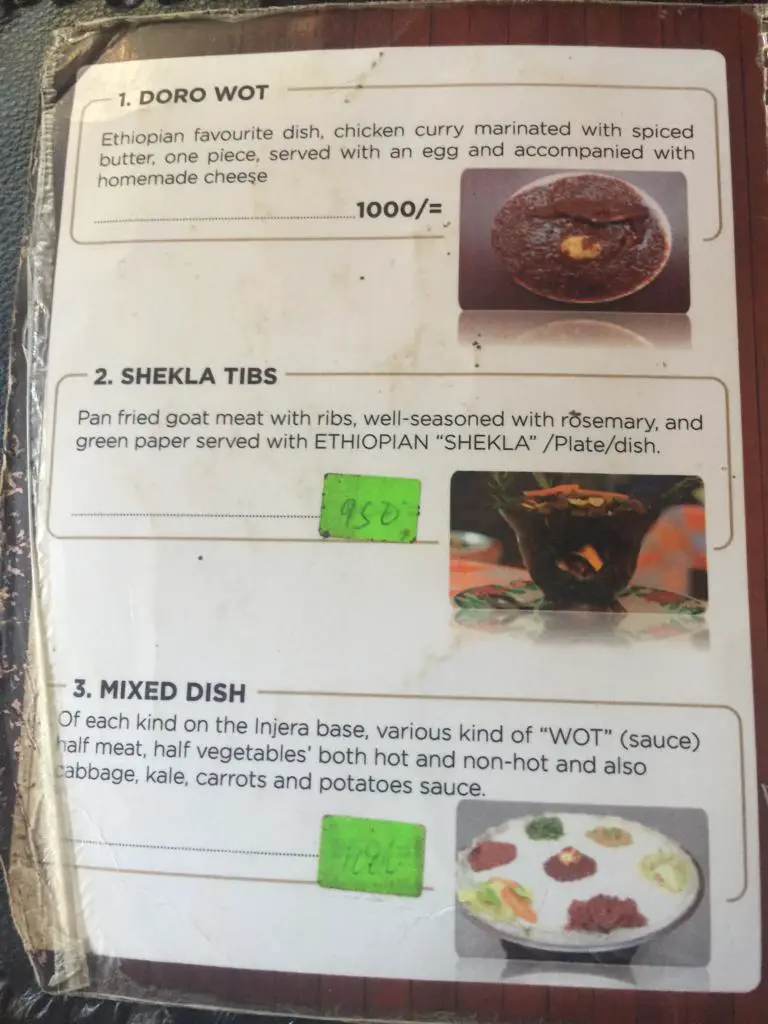 1. DORO WOT
Ethiopian favourite dish, chicken curry marinated with spiced
butter, one piece, served with an egg and accompanied with
homemade cheese
1000/=
2. SHEKLA TIBS
Pan fried goat meat with ribs, well-seasoned with rosemary, and
green paper served with ETHIOPIAN “SHEKLA” /Plate/dish.
950
3. MIXED DISH
Of each kind on the Injera base, various kind of “WOT” (sauce)
half meat, half vegetables’ both hot and non-hot and also
cabbage, kale, carrots and potatoes sauce.